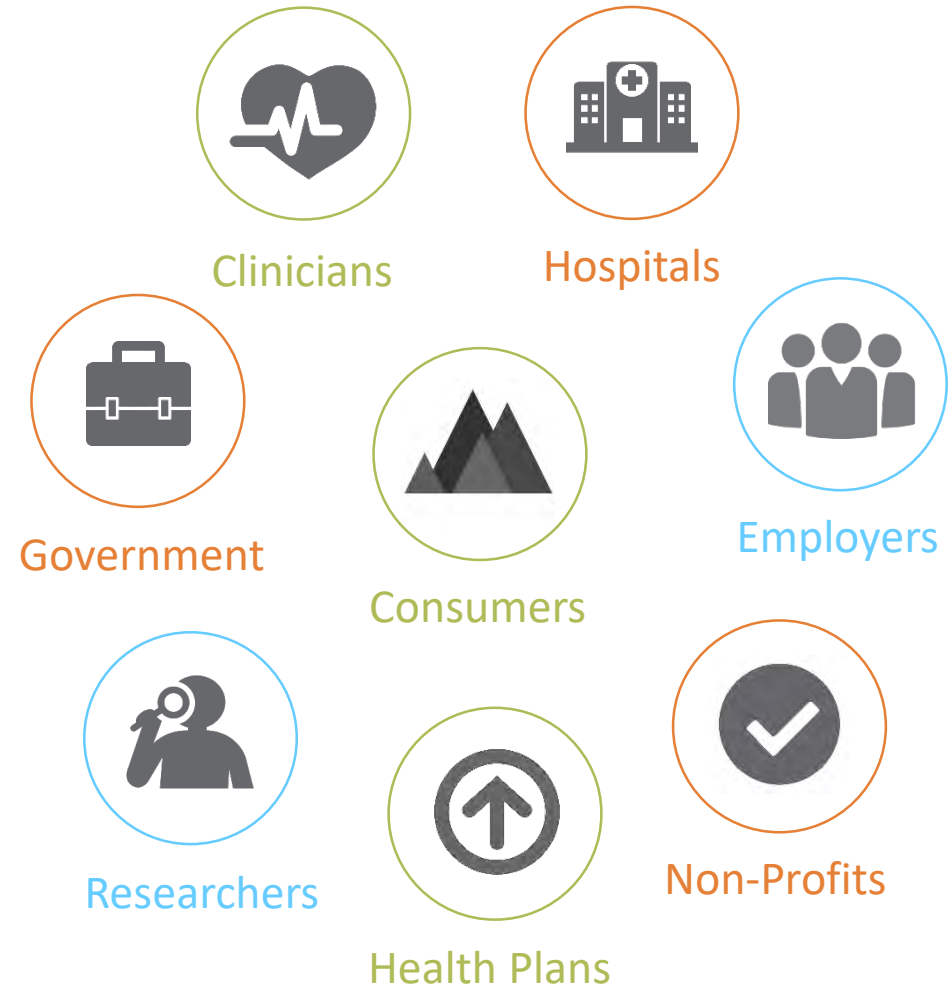 Clinicians
Hospitals
Government
Employers
Consumers
Researchers
Non-Profits
Health Plans